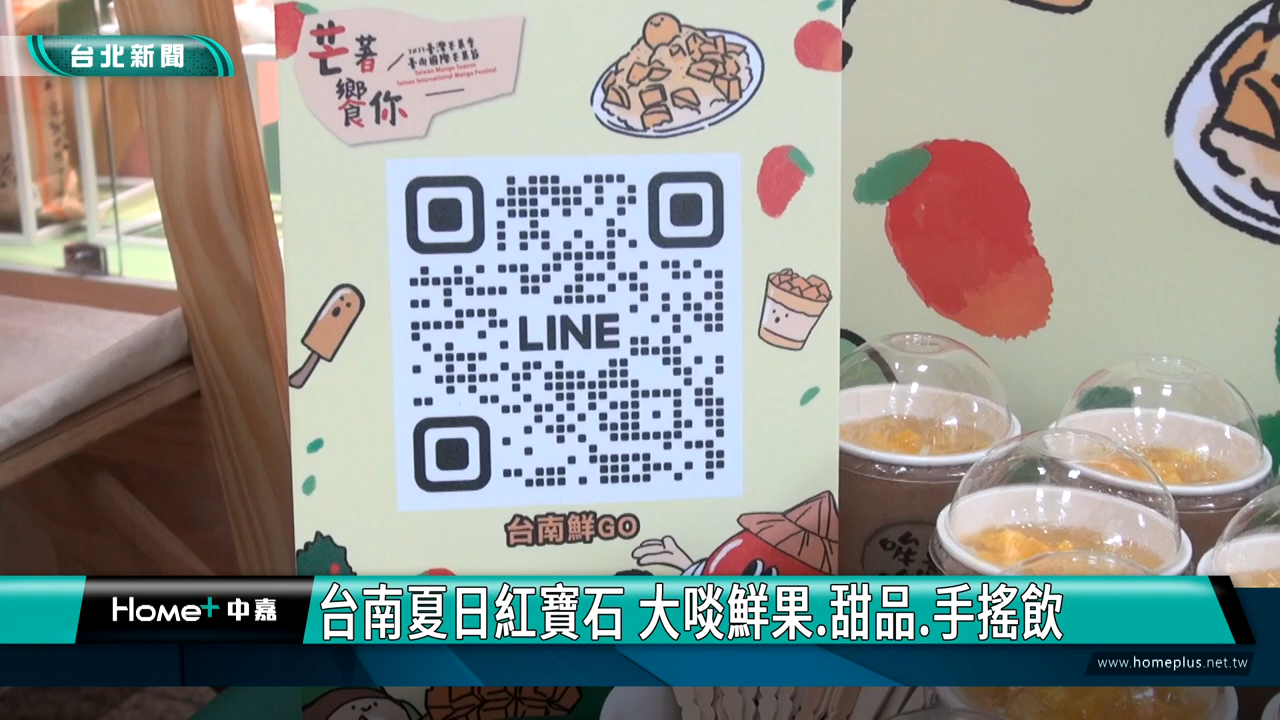 台北新聞
芒著
饗你
2023臺灣芒果季
臺南國際芒果節
Taiwan Mango Season
Tainan International Mango Festival
LINE
台南鮮GO
Home+ 中嘉
台南夏日紅寶石 大啖鮮果.甜品.手搖飲
www.homeplus.net.tw